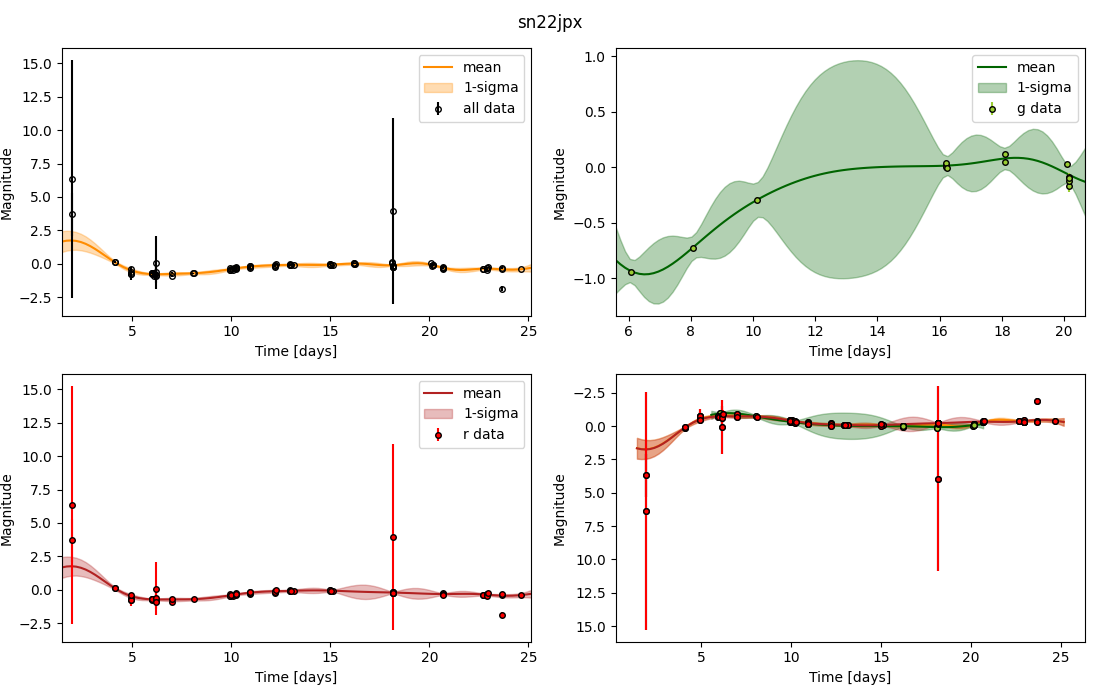 sn22jpx
15.0
12.5
10.0
7.5
5.0
2.5
0.0
−2.5
Magnitude
mean
1-sigma
all data
5
10
15
20
25
Time [days]
1.0
0.5
0.0
−0.5
−1.0
Magnitude
mean
1-sigma
g data
6
8
10
12
14
16
18
20
Time [days]
15.0
12.5
10.0
7.5
5.0
2.5
0.0
−2.5
Magnitude
mean
1-sigma
r data
5
10
15
20
25
Time [days]
−2.5
0.0
2.5
5.0
7.5
10.0
12.5
15.0
Magnitude
5
10
15
20
25
Time [days]